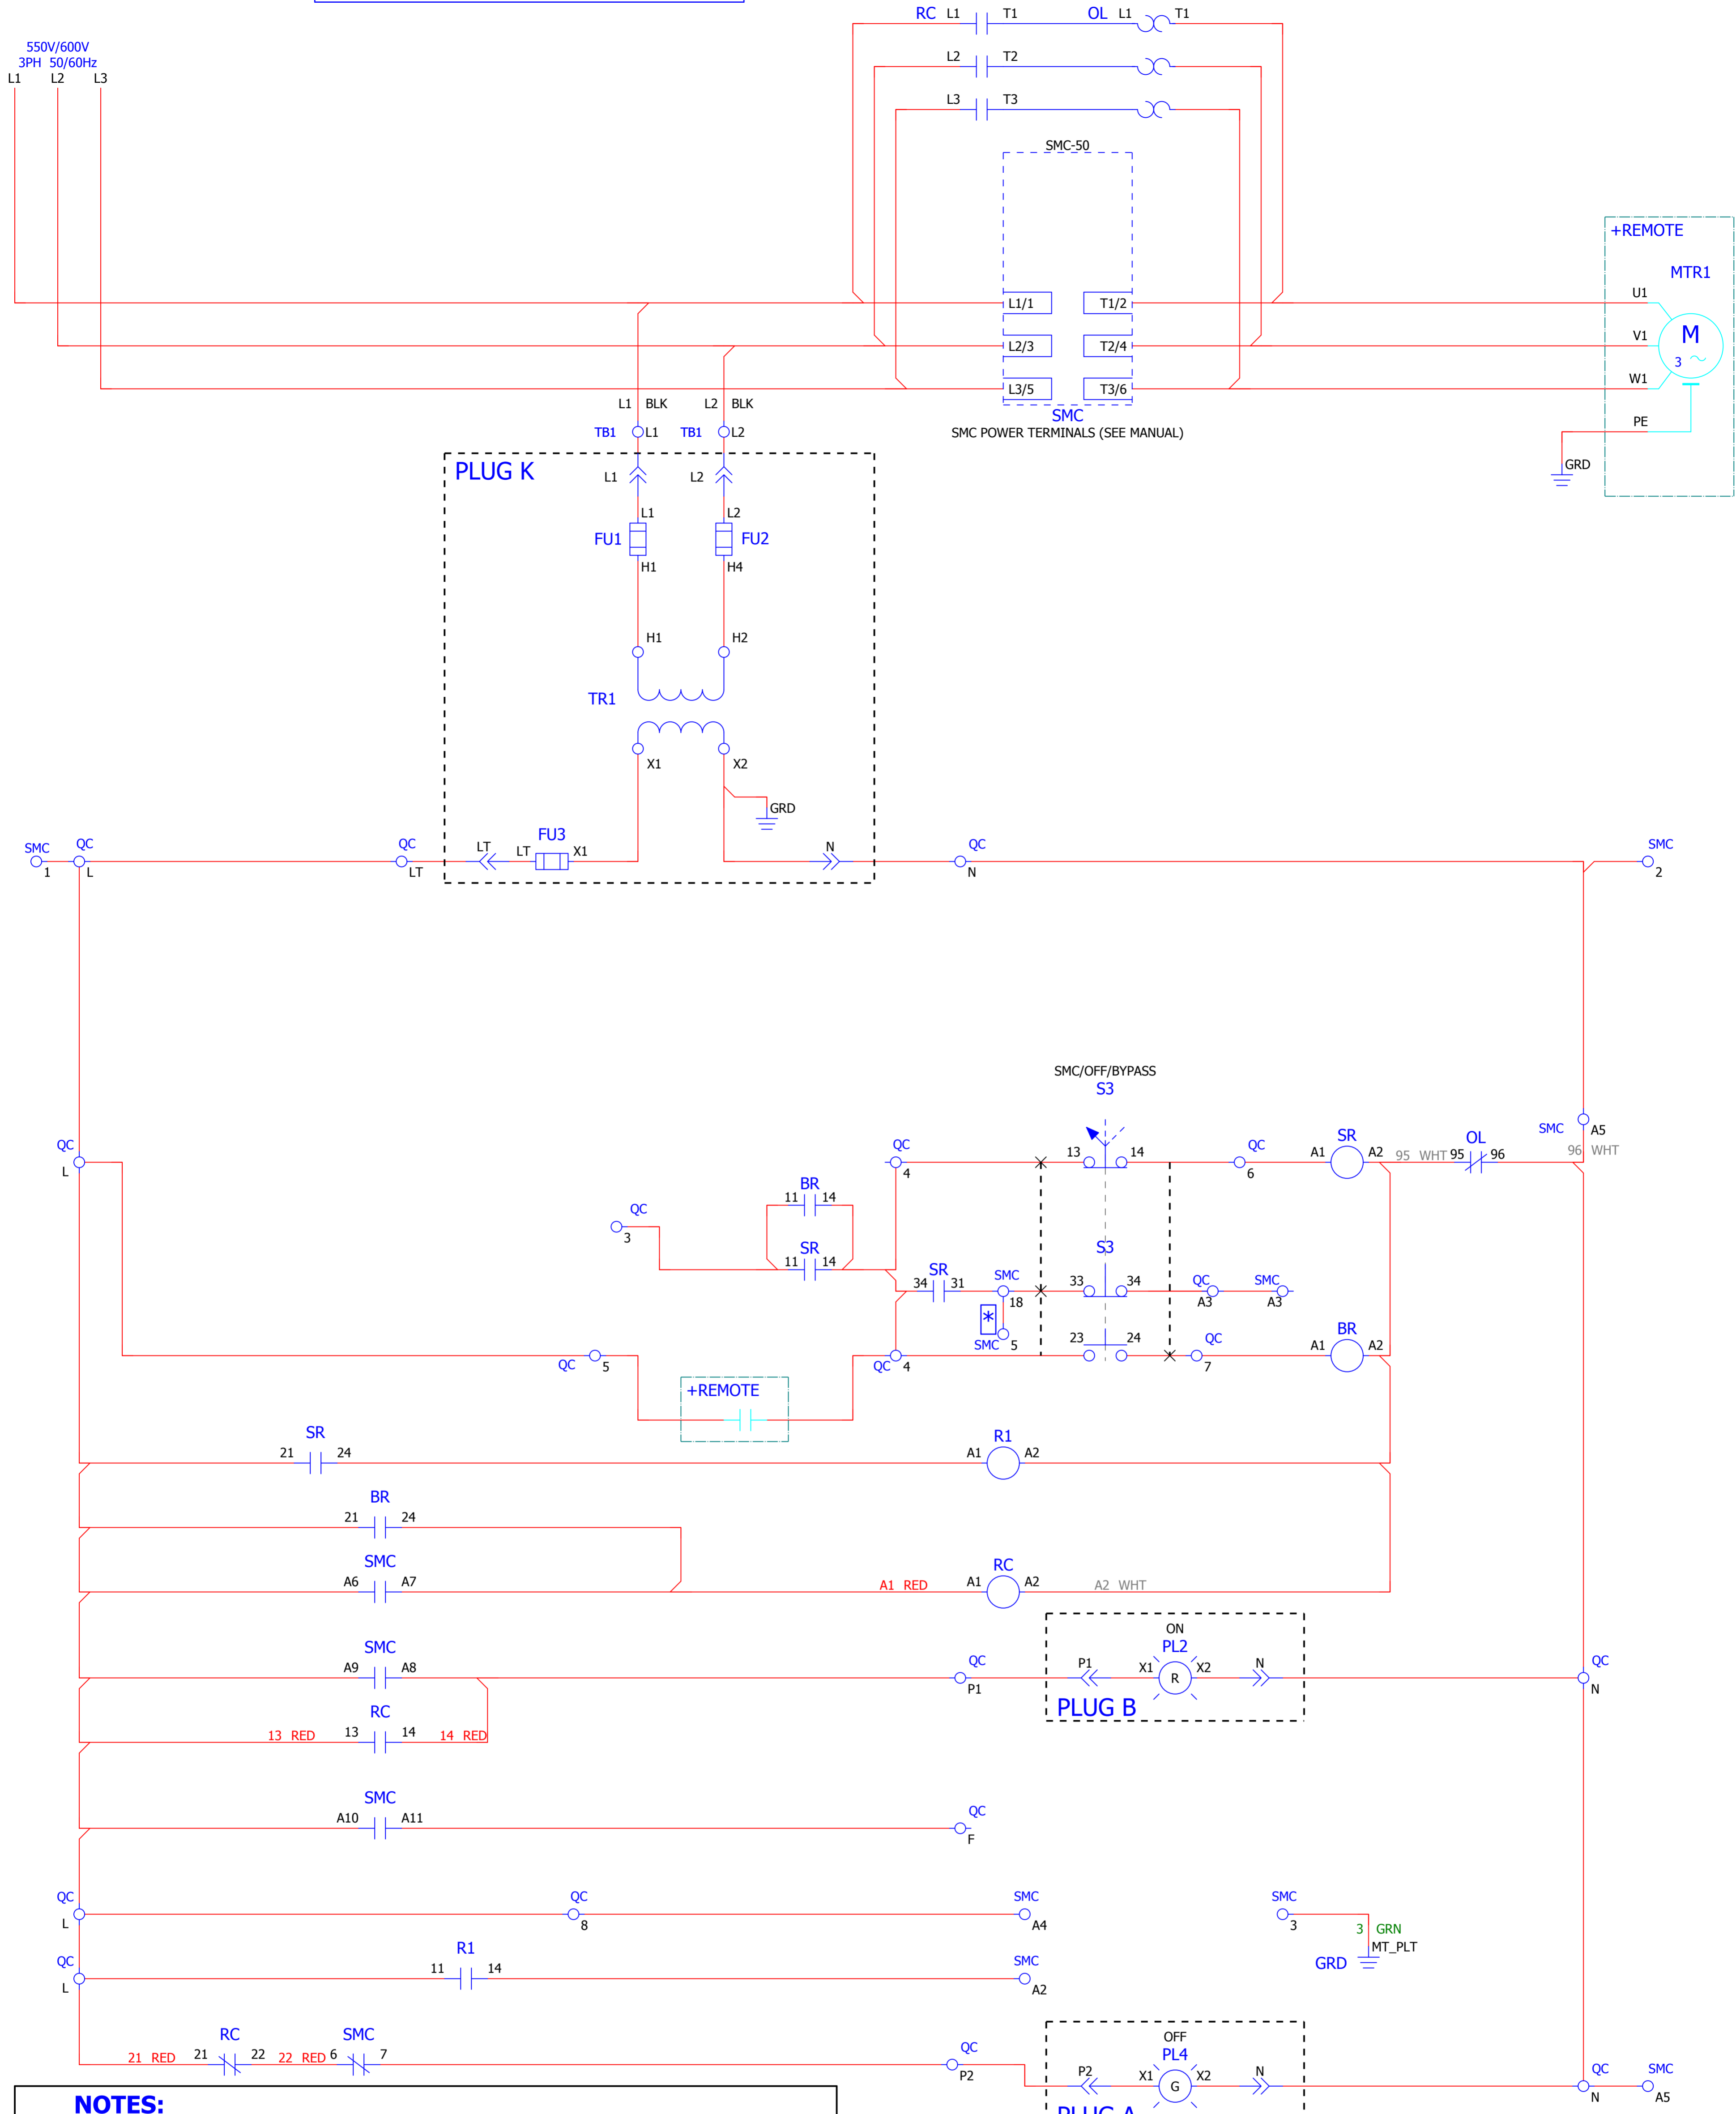 RC L1 T1 OL L1 T1
L2 T2
L3 T3
550V/600V
3PH 50/60Hz
L1 L2 L3
SMC-50
L1/1 T1/2
L2/3 T2/4
L3/5 T3/6
SMC
SMC POWER TERMINALS (SEE MANUAL)
+REMOTE
MTR1
U1
V1
M
3
W1
PE
GRD
L1 BLK L2 BLK
TB1 L1 TB1 L2
PLUG K
L1 L2
L1 L2
FU1 FU2
H1 H4
H1 H2
TR1
X1 X2
GRD
SMC QC QC FU3 QC SMC
LT LT X1 N
1 L LT N 2
SMC/OFF/BYPASS
S3
SMC A5
QC QC 13 14 QC SR OL
A1 A2 95 WHT 95 96 96 WHT
L 4 6
BR
11 14
QC
3
SR S3
11 14
SR SMC QC SMC
34 31 33 34
18 A3 A3
*
SMC 5
23 24 QC BR
A1 A2
QC 5 QC 4 7
+REMOTE
SR R1
21 24 A1 A2
BR
21 24
SMC RC
A6 A7 A1 RED A1 A2 A2 WHT
ON
SMC PL2
A9 A8 QC P1 X1 R X2 N QC
P1 N
PLUG B
RC
13 RED 13 14 14 RED
SMC
A10 A11 QC
F
QC QC SMC SMC
L 8 A4 3
3 GRN
MT_PLT
GRD
QC R1 SMC
11 14
L A2
OFF
RC SMC PL4
21 RED 21 22 22 RED 6 7 QC P2 X1 G X2 N QC SMC
P2 N A5
PLUG A
NOTES: